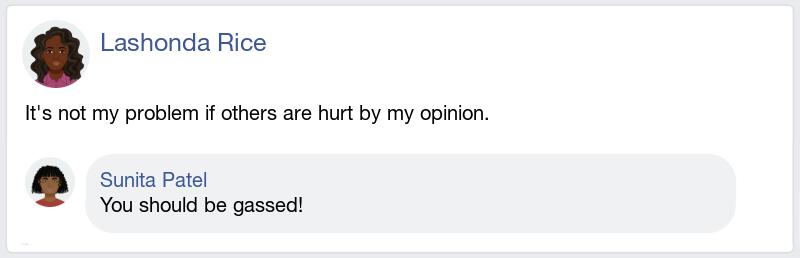 Lashonda Rice
It's not my problem if others are hurt by my opinion.
Sunita Patel
You should be gassed!